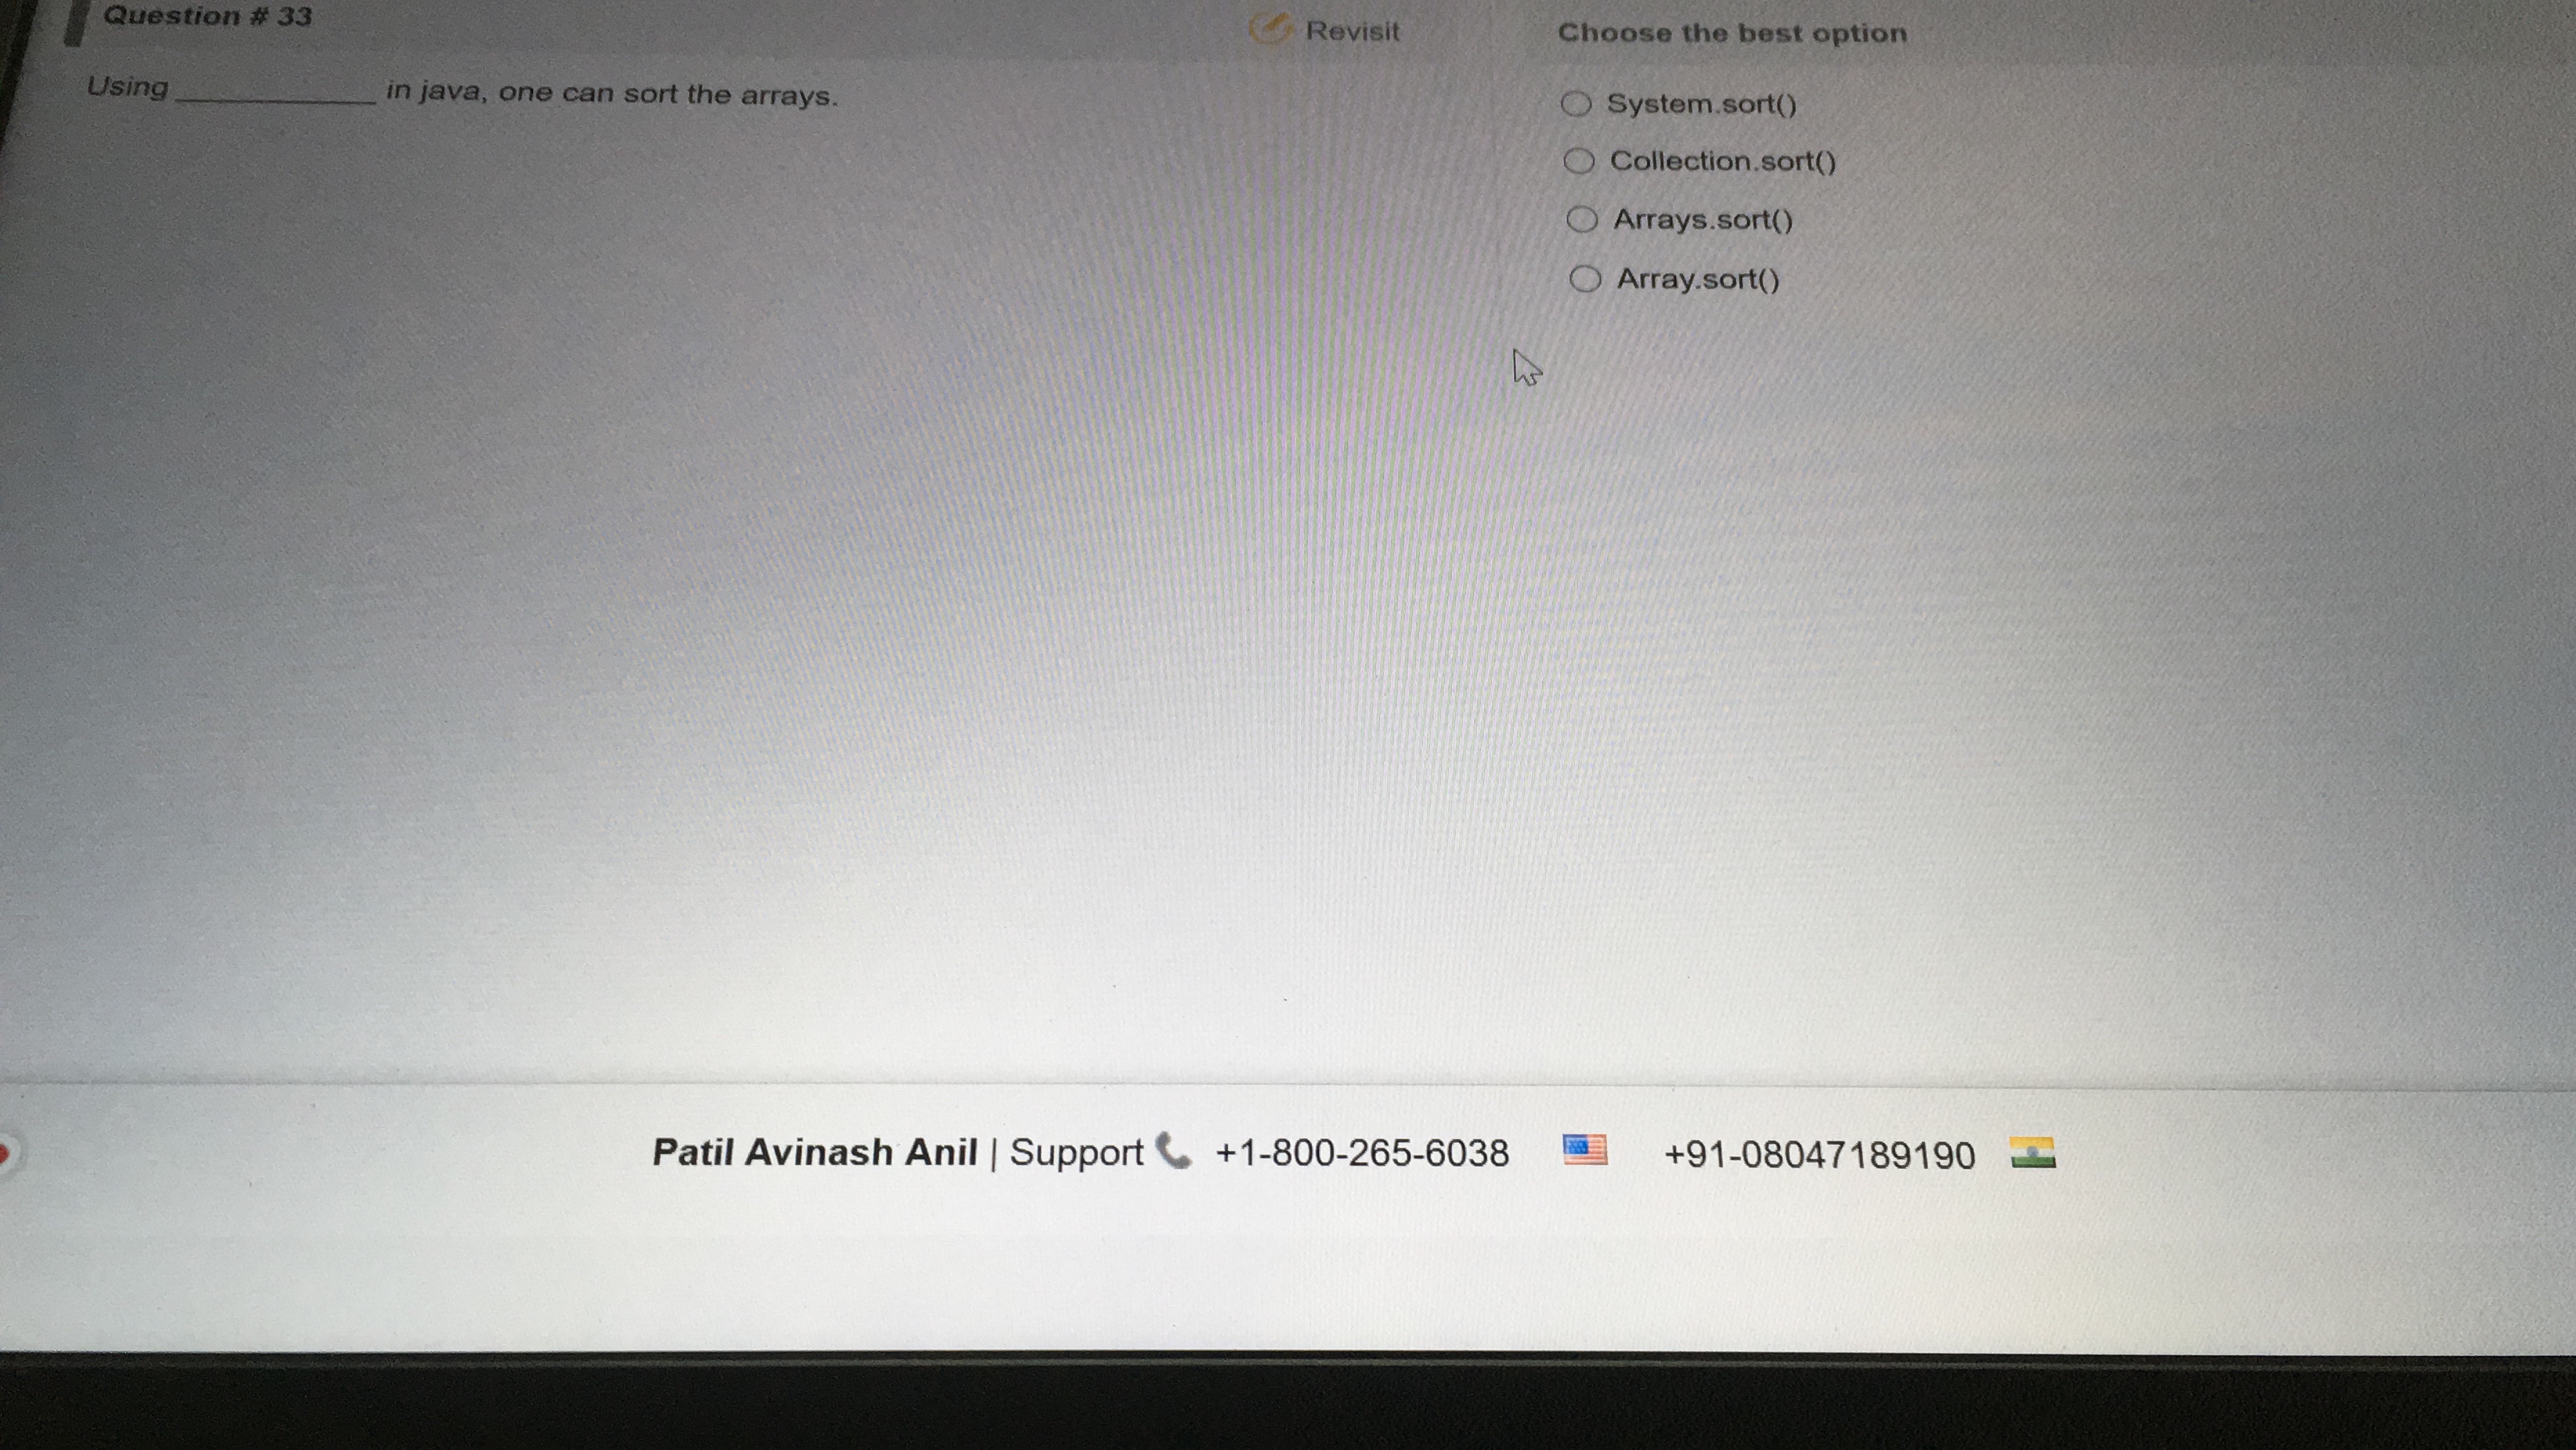 Question # 33
Revisit
Using ____________ in java, one can sort the arrays.
Choose the best option
System.sort()
Collection.sort()
Arrays.sort()
Array.sort()
Patil Avinash Anil | Support +1-800-265-6038 +91-08047189190